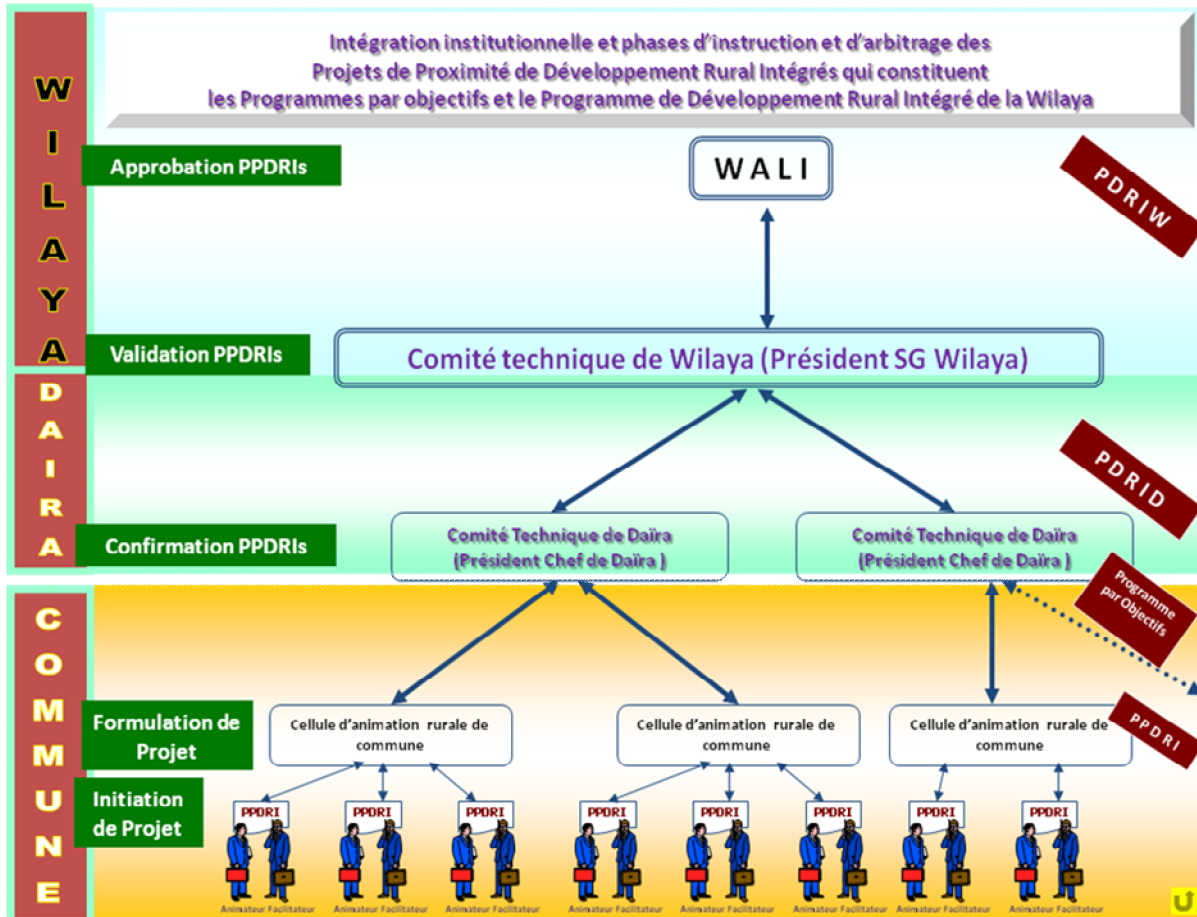 Intégration institutionnelle et phases d'instruction et d'arbitrage des
Projets de Proximité de Développement Rural Intégrés qui constituent
les Programmes par objectifs et le Programme de Développement Rural Intégré de la Wilaya
WILAYA
Approbation PPDRIs
WALI
PDRIW
Validation PPDRIs
Comité technique de Wilaya (Président SG Wilaya)
DAIRA
PDRID
Confirmation PPDRIs
Comité Technique de Daïra
(Président Chef de Daïra )
Comité Technique de Daïra
(Président Chef de Daïra )
Programme
par Objectifs
COMMUNE
Formulation de
Projet
Cellule d'animation rurale de
commune
Cellule d'animation rurale de
commune
Cellule d'animation rurale de
commune
PPDRI
Initiation
de Projet
PPDRI
PPDRI
PPDRI
PPDRI
PPDRI
PPDRI
PPDRI
PPDRI
Animateur Facilitateur
Animateur Facilitateur
Animateur Facilitateur
Animateur Facilitateur
Animateur Facilitateur
Animateur Facilitateur
Animateur Facilitateur
Animateur Facilitateur